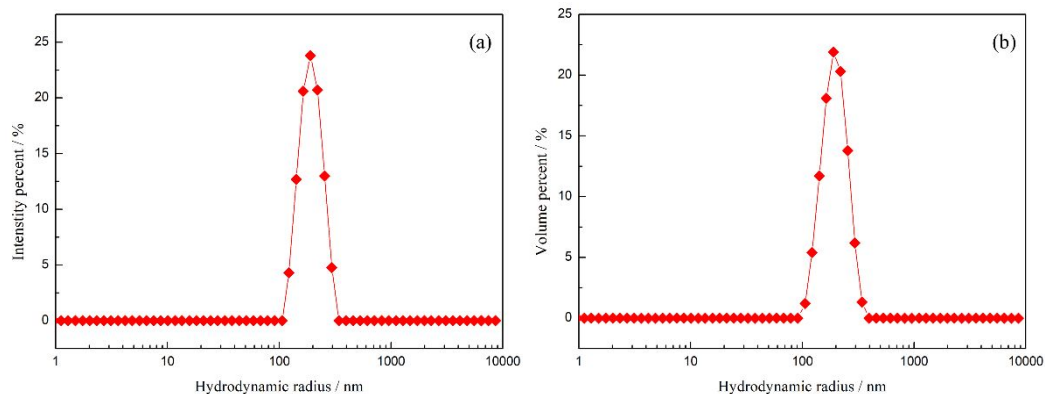 (a)
Intenstity percent / %
25
20
15
10
5
0
1 10 100 1000 10000
Hydrodynamic radius / nm
(b)
Volume percent / %
25
20
15
10
5
0
1 10 100 1000 10000
Hydrodynamic radius / nm